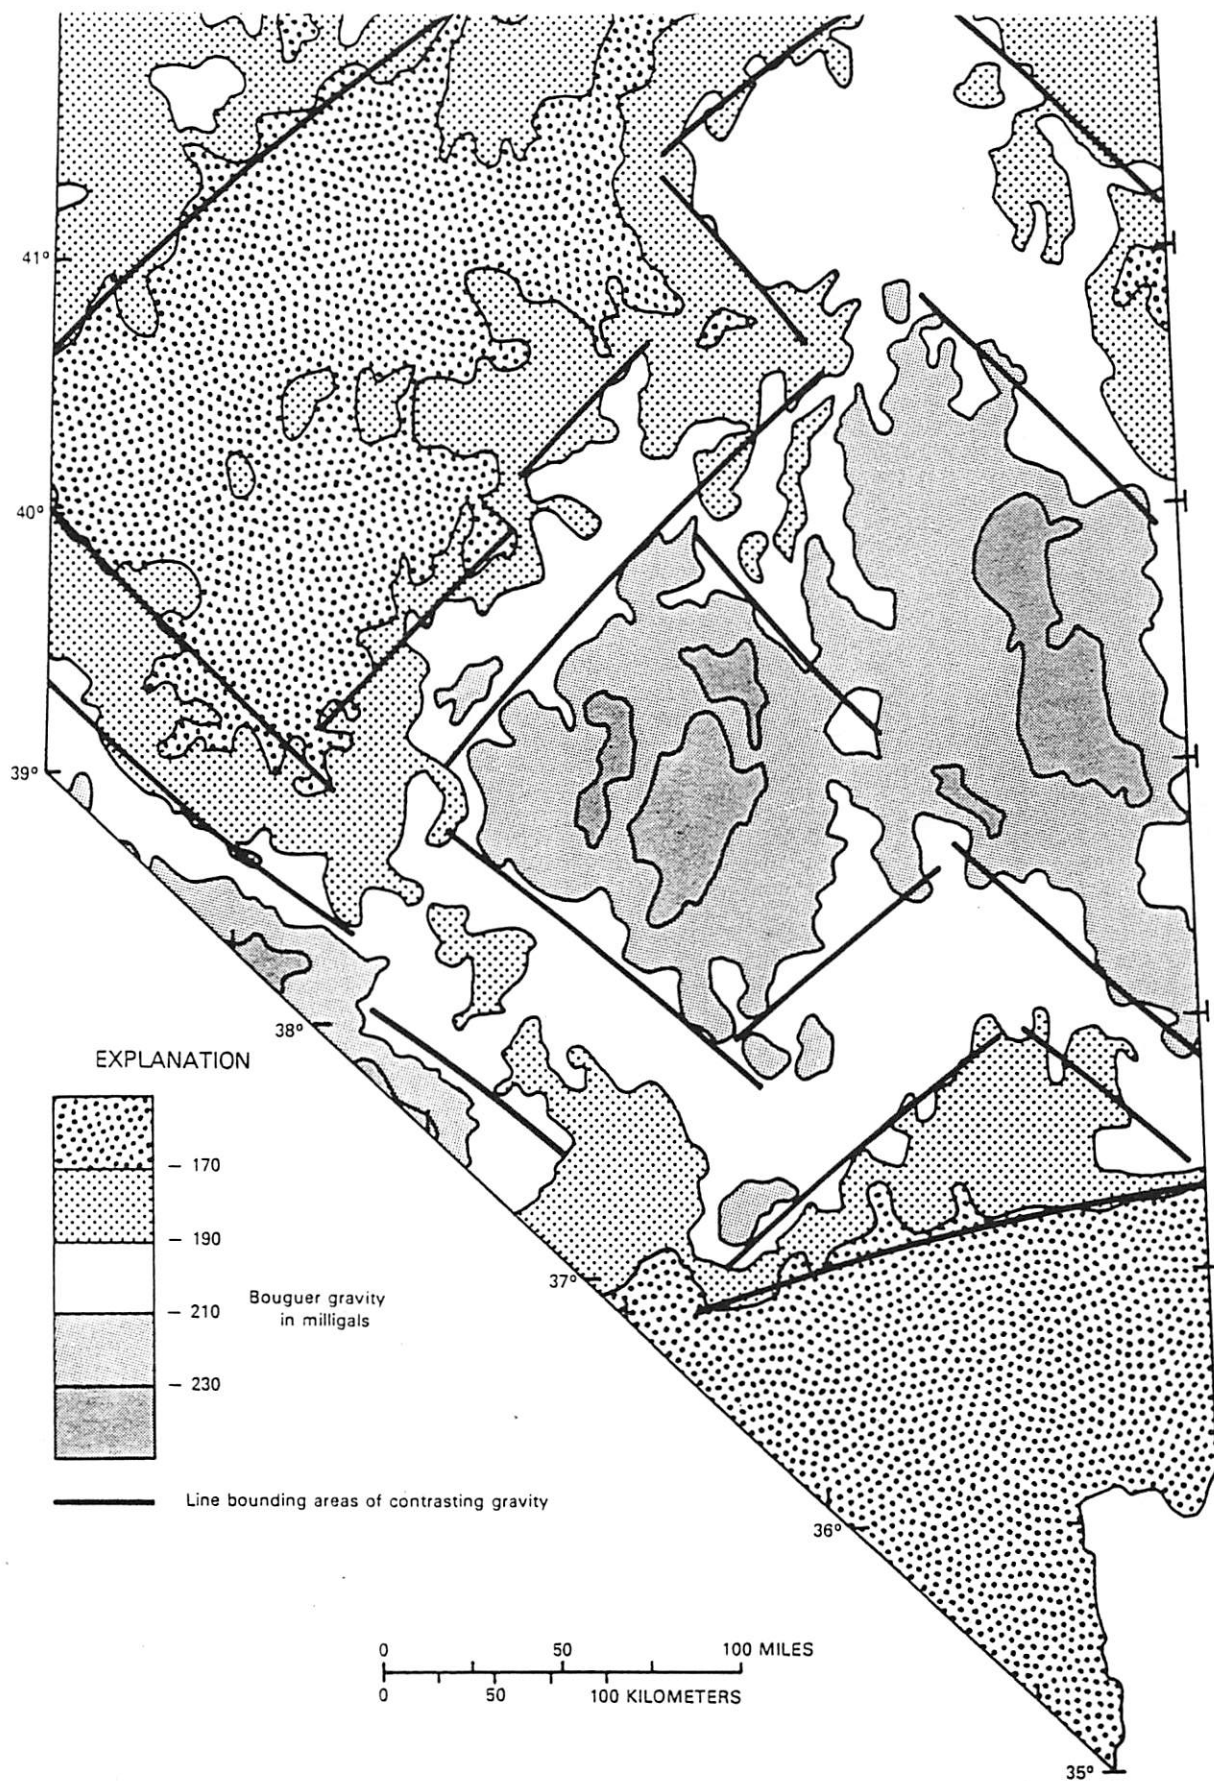 41°
40°
39°
38°
EXPLANATION
– 170
– 190
37°
Bouguer gravity
in milligals
– 210
– 230
Line bounding areas of contrasting gravity
36°
0 50 100 MILES
0 50 100 KILOMETERS
35°